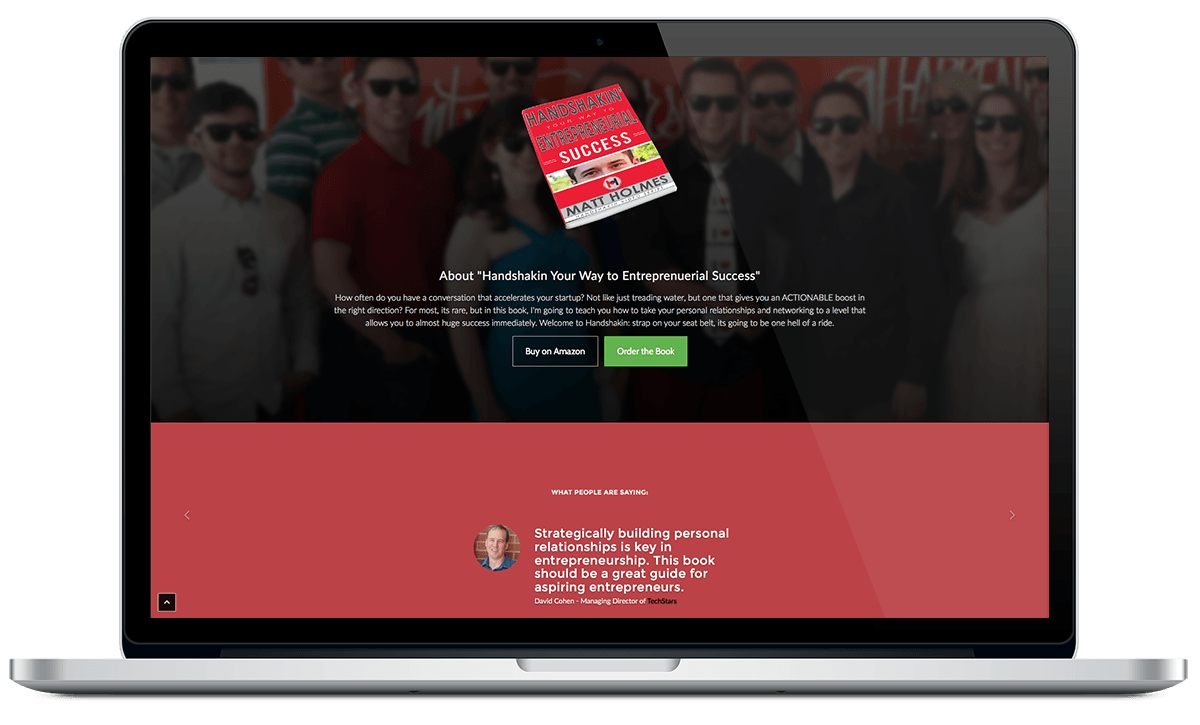 HAPPEN
HANDSHAKIN'
YOUR WAY TO
ENTREPRENEURIAL
SUCCESS
MATT HOLMES
About "Handshakin Your Way to Entreprenuerial Success"
How often do you have a conversation that accelerates your startup? Not like just treading water, but one that gives you an ACTIONABLE boost in
the right direction? For most, its rare, but in this book, I'm going to teach you how to take your personal relationships and networking to a level that
allows you to almost huge success immediately. Welcome to Handshakin: strap on your seat belt, its going to be one hell of a ride.
Buy on Amazon
Order the Book
WHAT PEOPLE ARE SAYING:
Strategically building personal
relationships is key in
entrepreneurship. This book
should be a great guide for
aspiring entrepreneurs.
David Cohen - Managing Director of TechStars